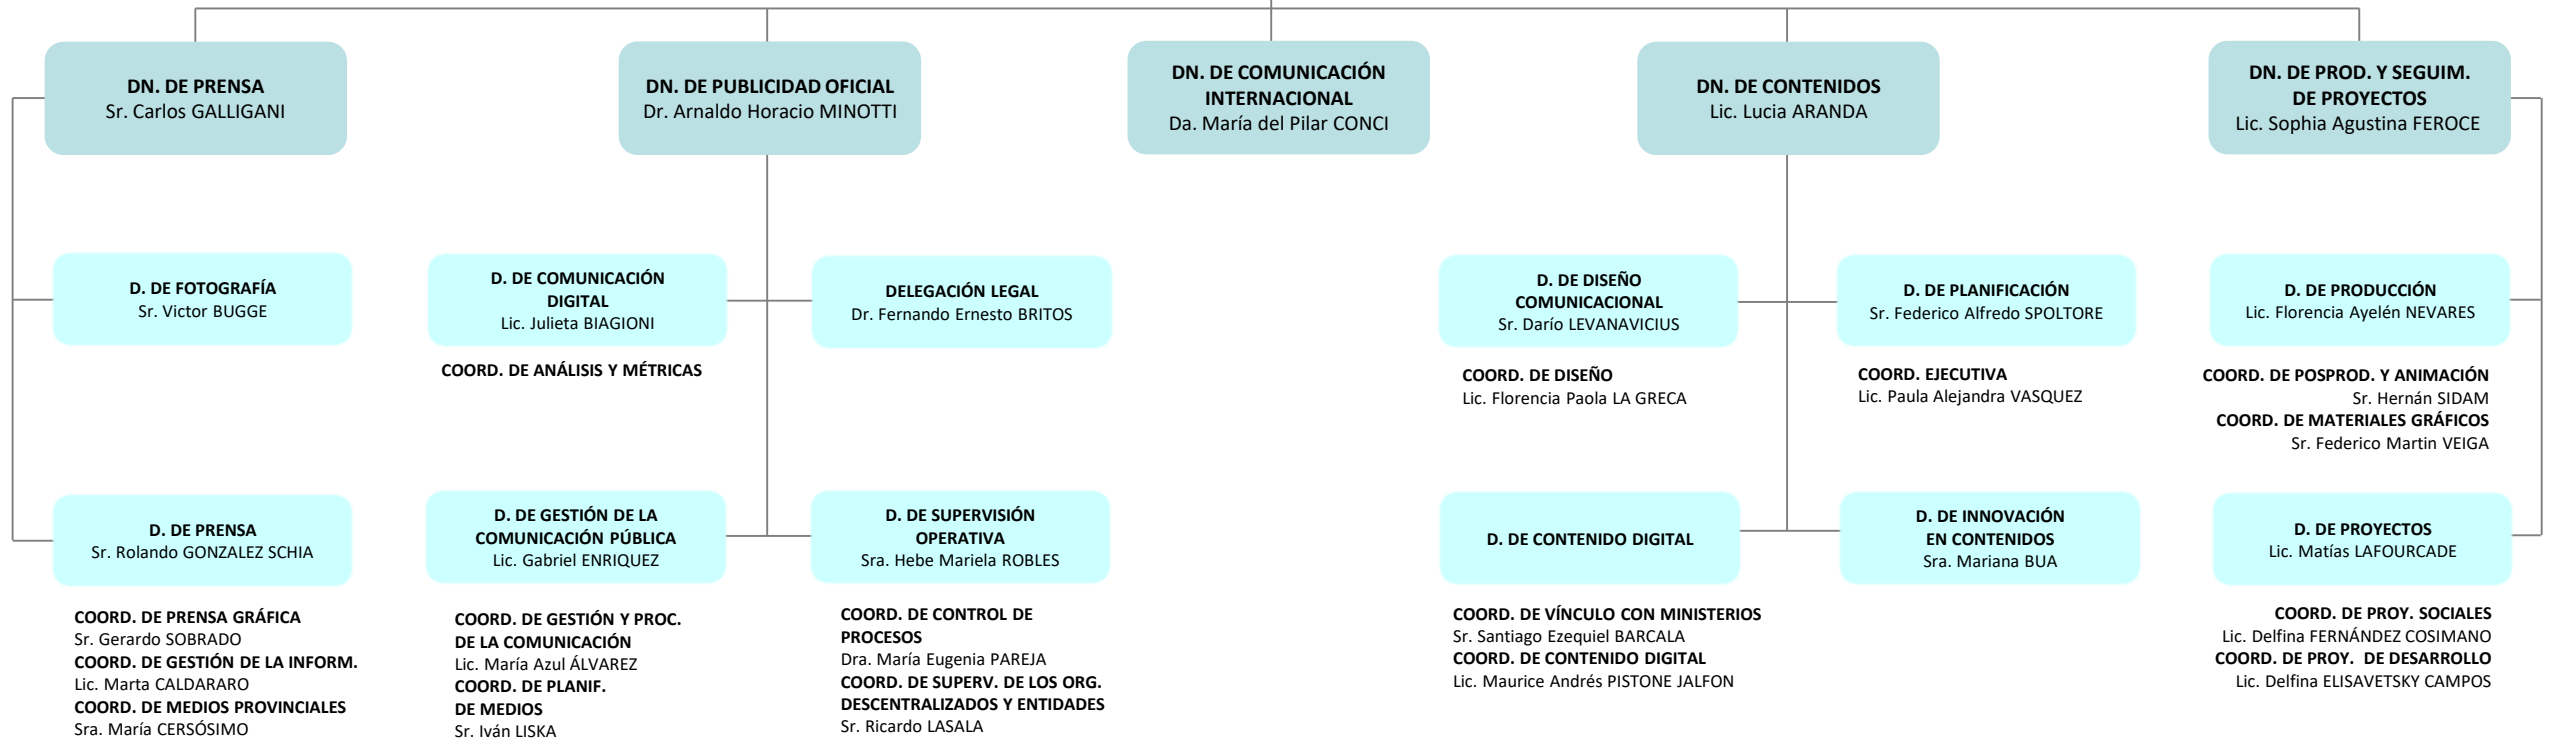 DN. DE PRENSA
Sr. Carlos GALLIGANI
DN. DE PUBLICIDAD OFICIAL
Dr. Arnaldo Horacio MINOTTI
DN. DE COMUNICACIÓN
INTERNACIONAL
Da. María del Pilar CONCI
DN. DE CONTENIDOS
Lic. Lucia ARANDA
DN. DE PROD. Y SEGUIM.
DE PROYECTOS
Lic. Sophia Agustina FEROCE
D. DE FOTOGRAFÍA
Sr. Victor BUGGE
D. DE COMUNICACIÓN
DIGITAL
Lic. Julieta BIAGIONI
COORD. DE ANÁLISIS Y MÉTRICAS
DELEGACIÓN LEGAL
Dr. Fernando Ernesto BRITOS
D. DE DISEÑO
COMUNICACIONAL
Sr. Darío LEVANAVICIUS
COORD. DE DISEÑO
Lic. Florencia Paola LA GRECA
D. DE PLANIFICACIÓN
Sr. Federico Alfredo SPOLTORE
COORD. EJECUTIVA
Lic. Paula Alejandra VASQUEZ
D. DE PRODUCCIÓN
Lic. Florencia Ayelén NEVARES
COORD. DE POSPROD. Y ANIMACIÓN
Sr. Hernán SIDAM
COORD. DE MATERIALES GRÁFICOS
Sr. Federico Martin VEIGA
D. DE PRENSA
Sr. Rolando GONZALEZ SCHIA
COORD. DE PRENSA GRÁFICA
Sr. Gerardo SOBRADO
COORD. DE GESTIÓN DE LA INFORM.
Lic. Marta CALDARARO
COORD. DE MEDIOS PROVINCIALES
Sra. María CERSÓSIMO
D. DE GESTIÓN DE LA
COMUNICACIÓN PÚBLICA
Lic. Gabriel ENRIQUEZ
COORD. DE GESTIÓN Y PROC.
DE LA COMUNICACIÓN
Lic. María Azul ÁLVAREZ
COORD. DE PLANIF.
DE MEDIOS
Sr. Iván LISKA
D. DE SUPERVISIÓN
OPERATIVA
Sra. Hebe Mariela ROBLES
COORD. DE CONTROL DE
PROCESOS
Dra. María Eugenia PAREJA
COORD. DE SUPERV. DE LOS ORG.
DESCENTRALIZADOS Y ENTIDADES
Sr. Ricardo LASALA
D. DE CONTENIDO DIGITAL
COORD. DE VÍNCULO CON MINISTERIOS
Sr. Santiago Ezequiel BARCALA
COORD. DE CONTENIDO DIGITAL
Lic. Maurice Andrés PISTONE JALFON
D. DE INNOVACIÓN
EN CONTENIDOS
Sra. Mariana BUA
D. DE PROYECTOS
Lic. Matías LAFOURCADE
COORD. DE PROY. SOCIALES
Lic. Delfina FERNÁNDEZ COSIMANO
COORD. DE PROY. DE DESARROLLO
Lic. Delfina ELISAVETSKY CAMPOS